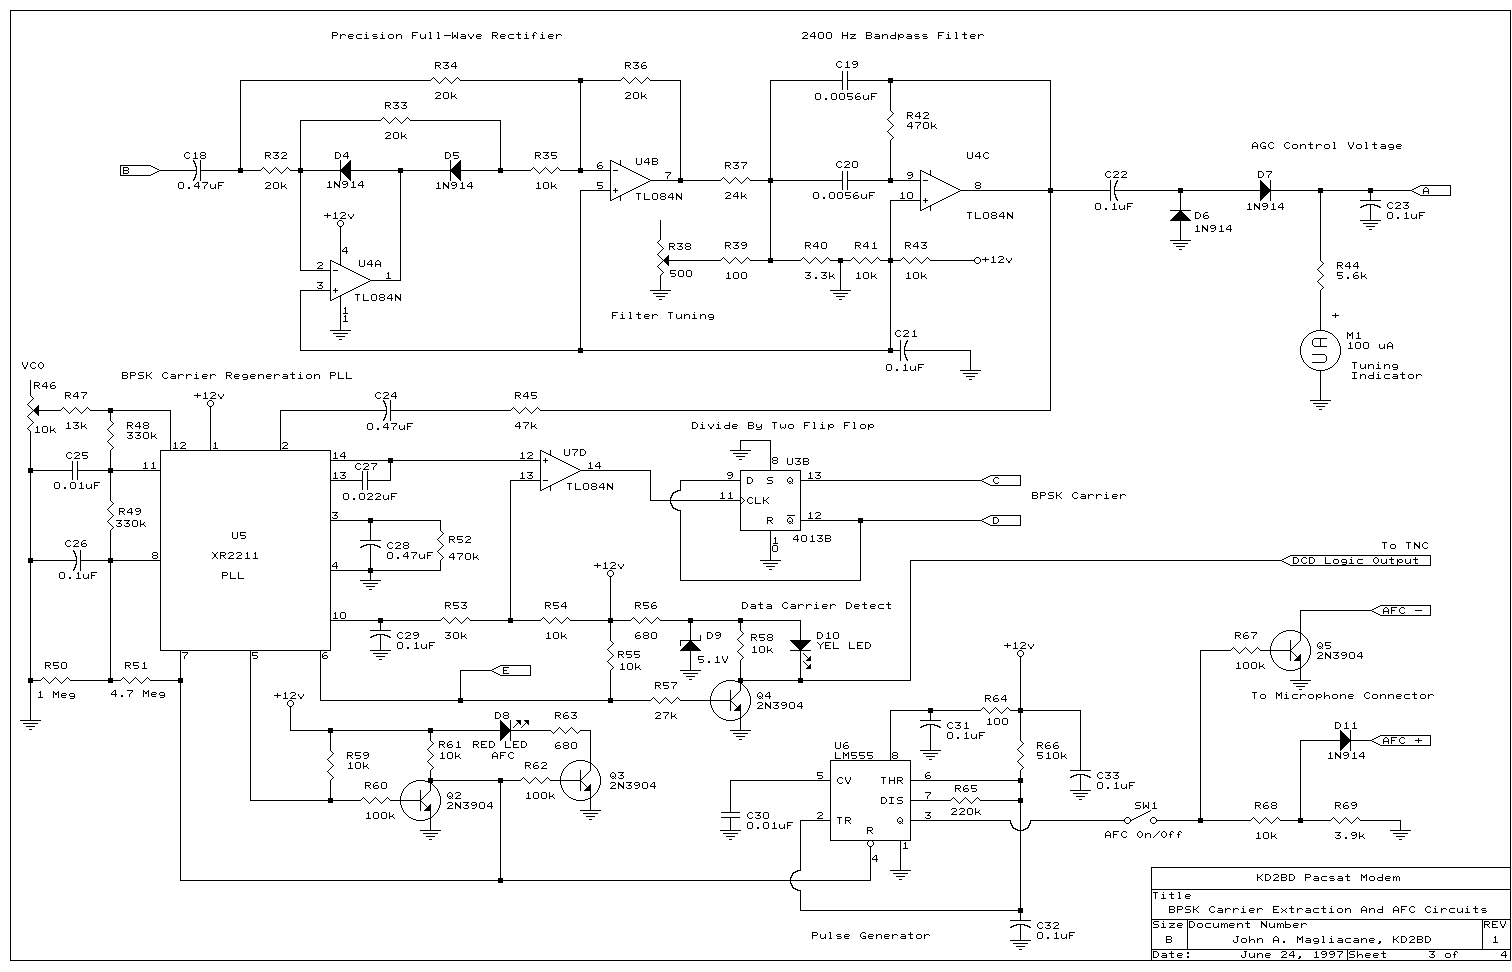 Precision Full-Wave Rectifier
2400 Hz Bandpass Filter
R34
20k
R36
20k
C19
0.0056uF
R33
20k
R42
470k
B
C18
0.47uF
R32
20k
D4
1N914
D5
1N914
R35
10k
6
5
U4B
7
TL084N
R37
24k
C20
0.0056uF
9
10
U4C
8
TL084N
AGC Control Voltage
C22
0.1uF
D6
1N914
D7
1N914
A
C23
0.1uF
+12v
4
2
3
U4A
1
TL084N
11
R38
500
R39
100
R40
3.3k
R41
10k
R43
10k
+12v
Filter Tuning
R44
5.6k
+
UA
M1
100 uA
Tuning
Indicator
C21
0.1uF
VCO
R46
10k
BPSK Carrier Regeneration PLL
R47
13k
+12v
C24
0.47uF
R45
47k
R48
330k
12
1
2
C25
0.01uF
11
14
13
C27
0.022uF
12
13
U7D
14
TL084N
Divide By Two Flip Flop
8
U3B
9
D
S
Q
13
11
CLK
R
Q
12
10
4013B
C
D
BPSK Carrier
R49
330k
U5
XR2211
PLL
3
C28
0.47uF
R52
470k
4
C26
0.1uF
8
10
C29
0.1uF
R53
30k
R54
10k
+12v
R56
680
Data Carrier Detect
To TNC
DCD Logic Output
R55
10k
D9
5.1V
R58
10k
D10
YEL LED
7
5
6
E
R50
1 Meg
R51
4.7 Meg
R57
27k
Q4
2N3904
AFC -
R67
100k
Q5
2N3904
To Microphone Connector
+12v
D8
RED LED
AFC
R63
680
R59
10k
R61
10k
R60
100k
Q2
2N3904
R62
100k
Q3
2N3904
+12v
R64
100
C31
0.1uF
R66
510k
C33
0.1uF
U6
LM555
8
5
CV
THR
6
DIS
7
R65
220k
2
TR
Q
3
R
4
1
C30
0.01uF
SW1
AFC On/Off
D11
1N914
AFC +
R68
10k
R69
3.9k
C32
0.1uF
Pulse Generator
KD2BD Pacsat Modem
Title
BPSK Carrier Extraction And AFC Circuits
Size
Document Number
REV
B
John A. Magliacane, KD2BD
1
Date:
June 24, 1997
Sheet
3 of
4